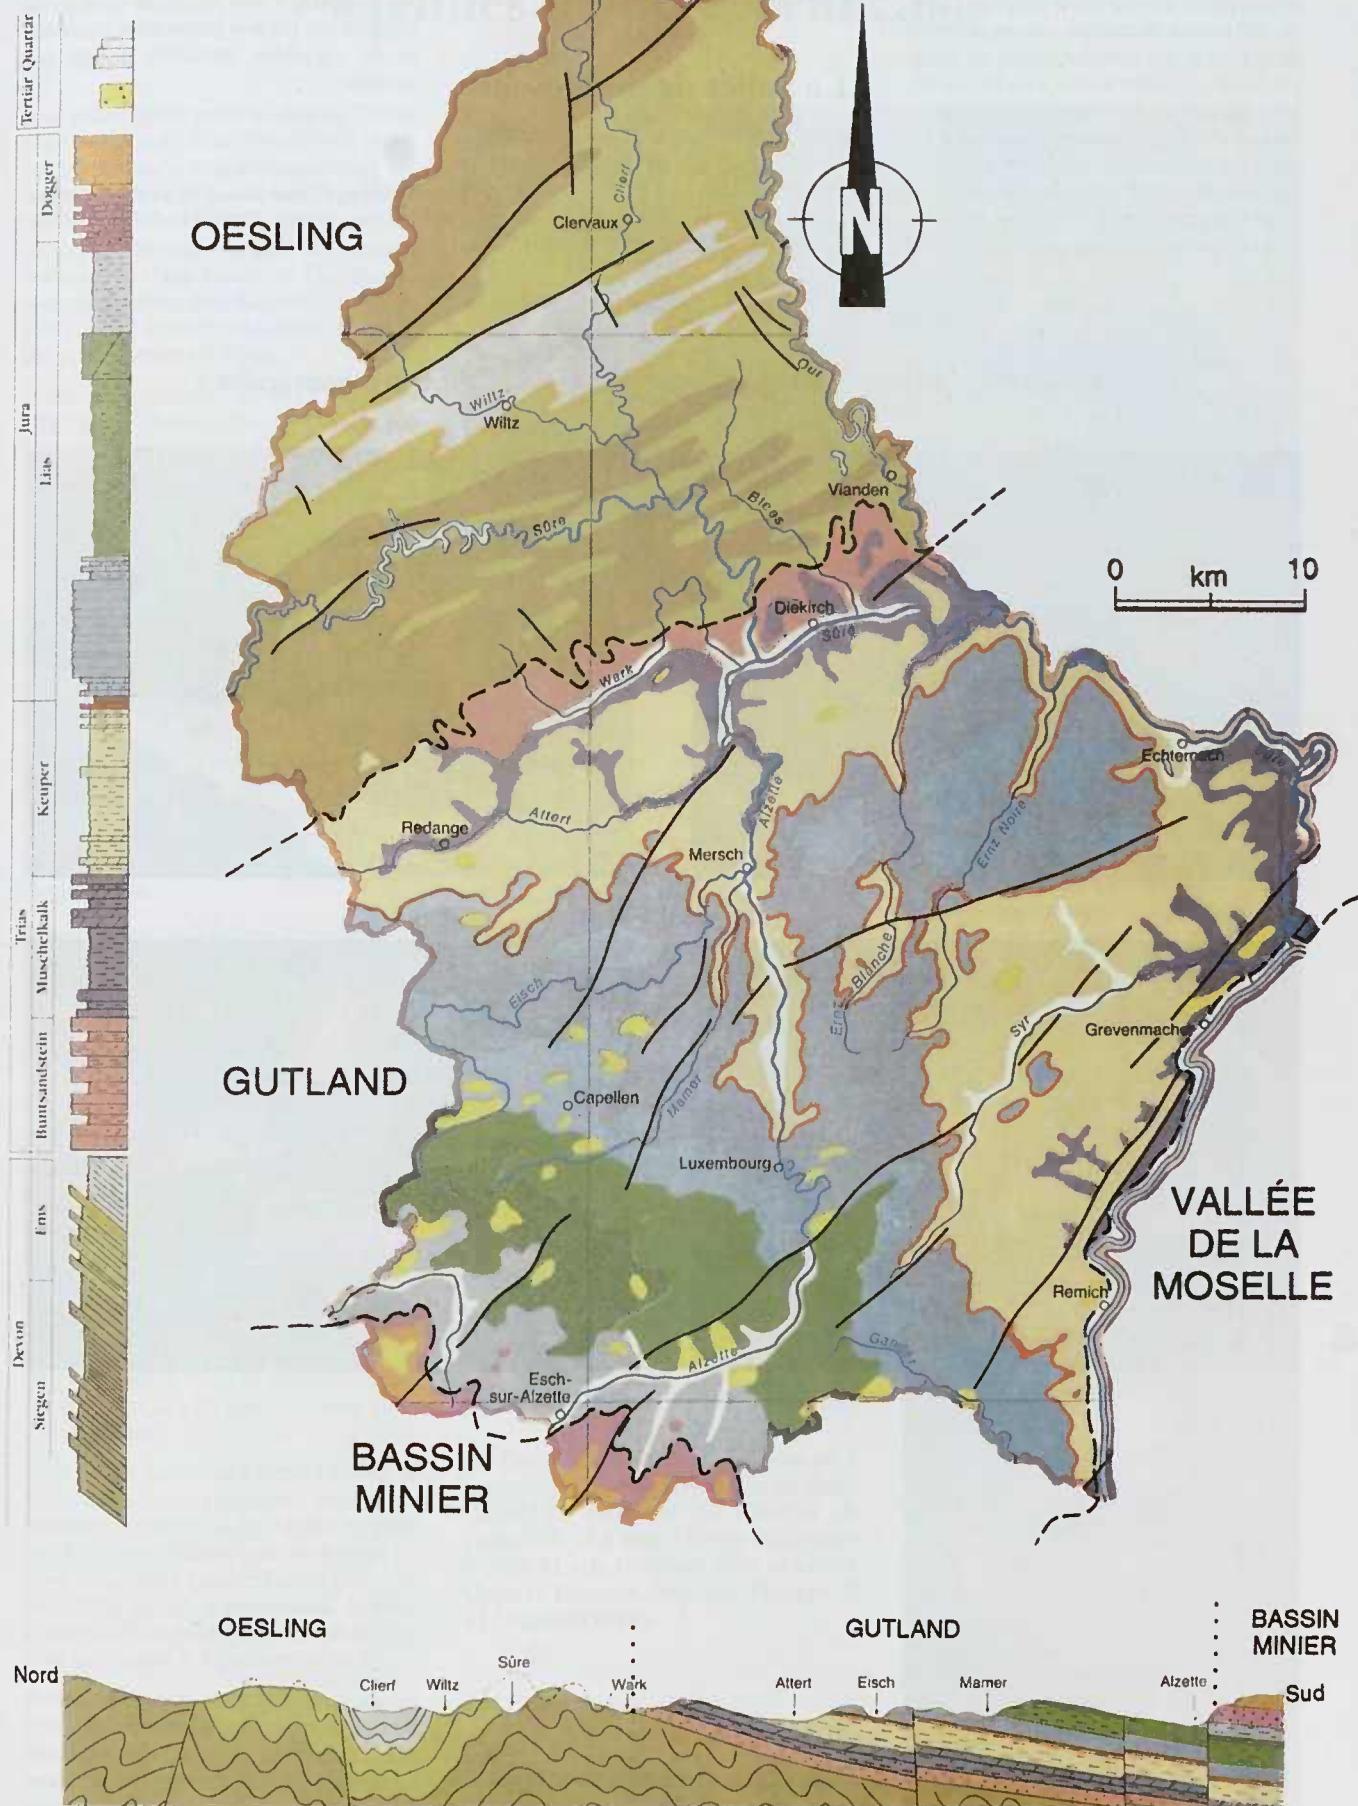 Tertiär Quartär
Dogger
Jura
Lias
Keuper
Trias
Muschelkalk
Buntsandstein
Ems
Devon
Siegen
OESLING
Clerf
Clervaux
N
Wiltz
Wiltz
Our
Vianden
Blees
Sûre
0 km 10
Diekirch
Sûre
Wark
Echternach
Sûre
Alzette
Attert
Redange
Ernz Noire
Mersch
Eisch
Ernz Blanche
Syr
Grevenmacher
GUTLAND
Capellen
Mamer
Luxembourg
VALLÉE
DE LA
MOSELLE
Remich
Gander
Alzette
Esch-
sur-Alzette
BASSIN
MINIER
OESLING
GUTLAND
BASSIN
MINIER
Nord
Clierf
Wiltz
Sûre
Wark
Attert
Eisch
Mamer
Alzette
Sud